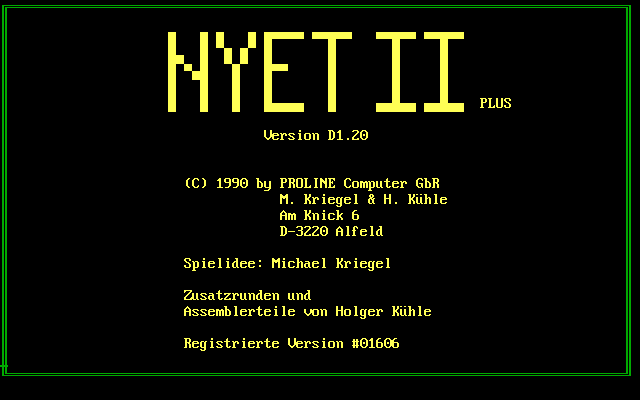 NYET II
PLUS
Version D1.20
(C) 1990 by PROLINE Computer GbR
M. Kriegel & H. Kühle
Am Knick 6
D-3220 Alfeld
Spielidee: Michael Kriegel
Zusatzrunden und
Assemblerteile von Holger Kühle
Registrierte Version #01606